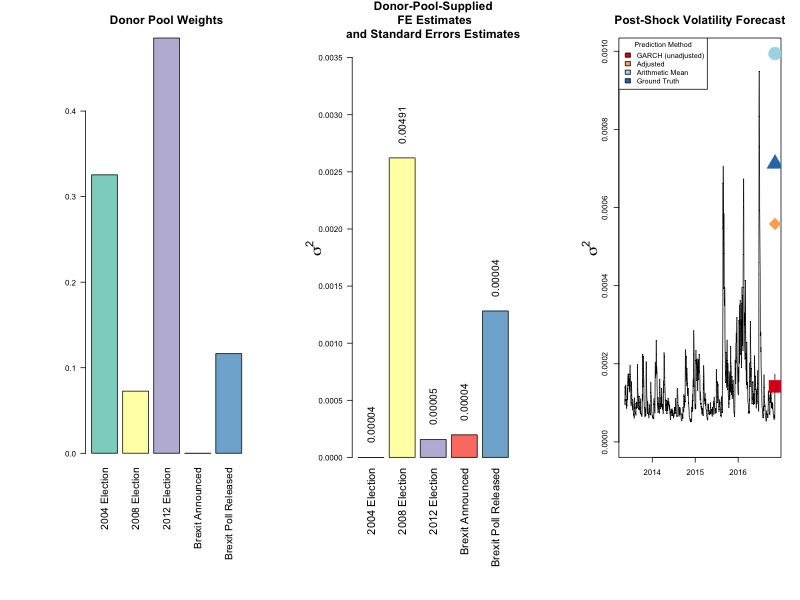 Donor Pool Weights
0.4
0.3
0.2
0.1
0.0
2004 Election
2008 Election
2012 Election
Brexit Announced
Brexit Poll Released
Donor-Pool-Supplied
FE Estimates
and Standard Errors Estimates
σ2
0.0035
0.0030
0.0025
0.0020
0.0015
0.0010
0.0005
0.0000
0.00004
0.00491
0.00005
0.00004
0.00004
2004 Election
2008 Election
2012 Election
Brexit Announced
Brexit Poll Released
Post-Shock Volatility Forecast
σ2
0.0010
0.0008
0.0006
0.0004
0.0002
0.0000
Prediction Method
GARCH (unadjusted)
Adjusted
Arithmetic Mean
Ground Truth
2014
2015
2016